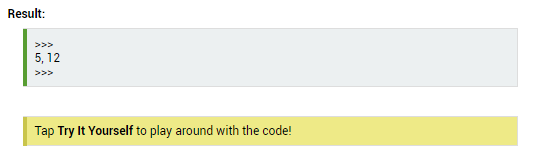 Result:
>>>
5, 12
>>>
Tap Try It Yourself to play around with the code!